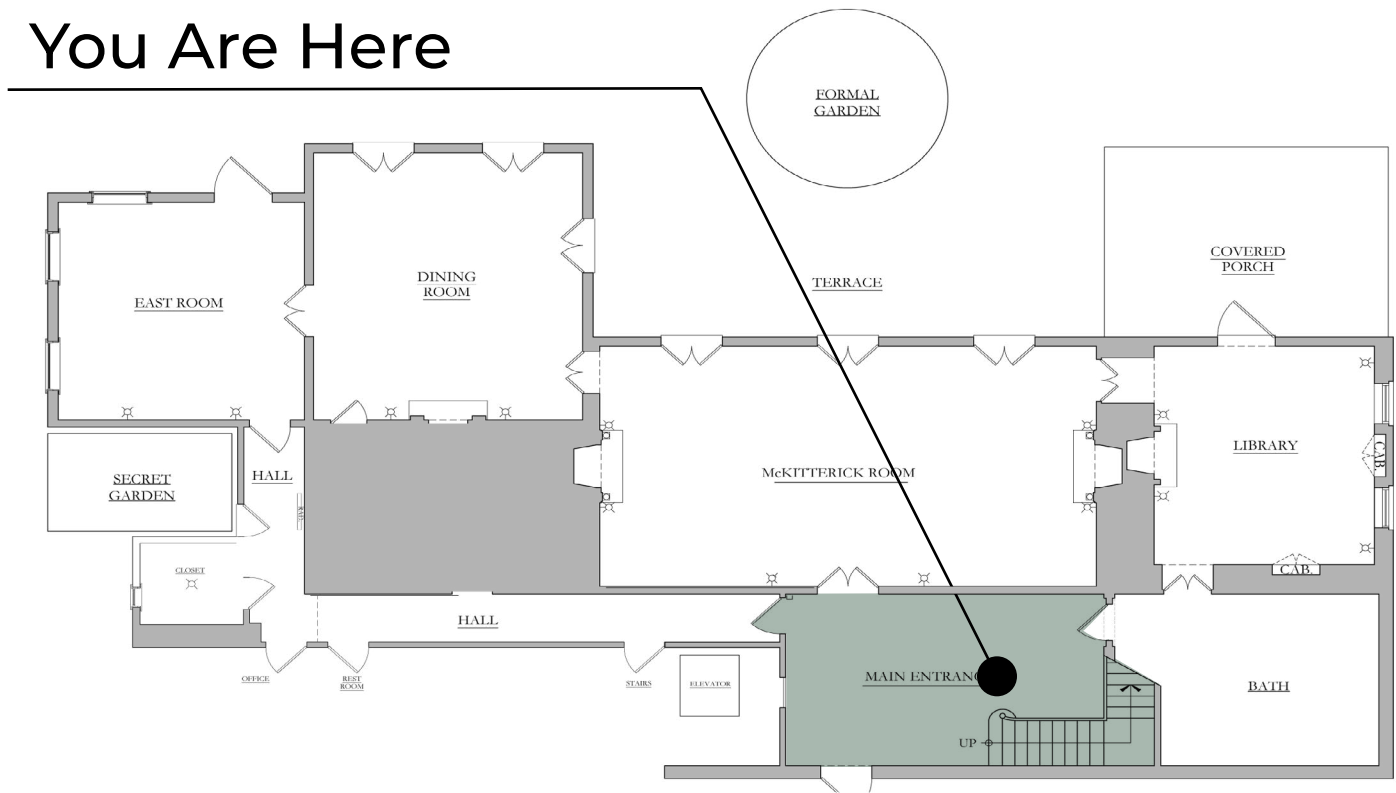 You Are Here
FORMAL
GARDEN
COVERED
PORCH
TERRACE
DINING
ROOM
EAST ROOM
LIBRARY
CAB.
McKITTERICK ROOM
SECRET
GARDEN
HALL
CLOSET
CAB.
HALL
MAIN ENTRANC
BATH
OFFICE
REST
ROOM
STAIRS
ELEVATOR
UP